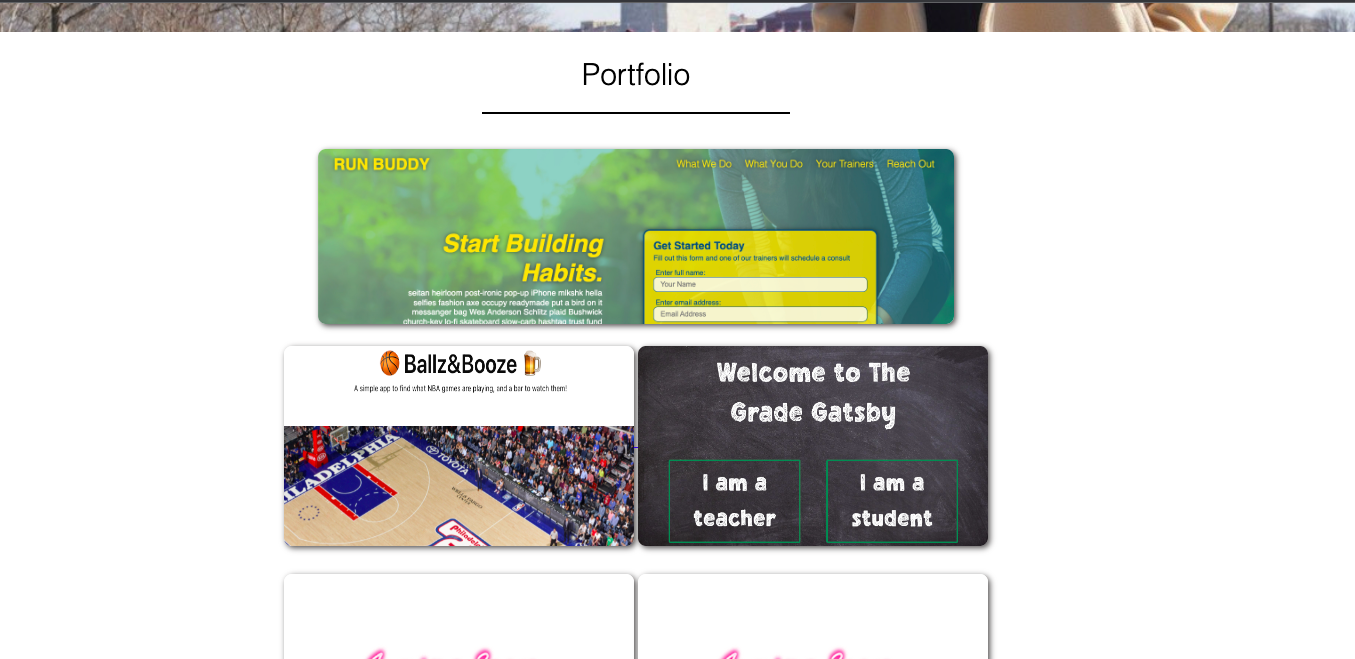 Portfolio
RUN BUDDY
What We Do What You Do Your Trainers Reach Out
Start Building
Habits.
seitan heirloom post-ironic pop-up iPhone mlkshk hella
selfies fashion axe occupy readymade put a bird on it
messanger bag Wes Anderson Schlitz plaid Bushwick
church-key lo-fi skateboard slow-carb hashtag trust fund
Get Started Today
Fill out this form and one of our trainers will schedule a consult
Enter full name:
Your Name
Enter email address:
Email Address
Ballz&Booze
A simple app to find what NBA games are playing, and a bar to watch them!
TOYOTA
Welcome to The
Grade Gatsby
I am a
teacher
I am a
student